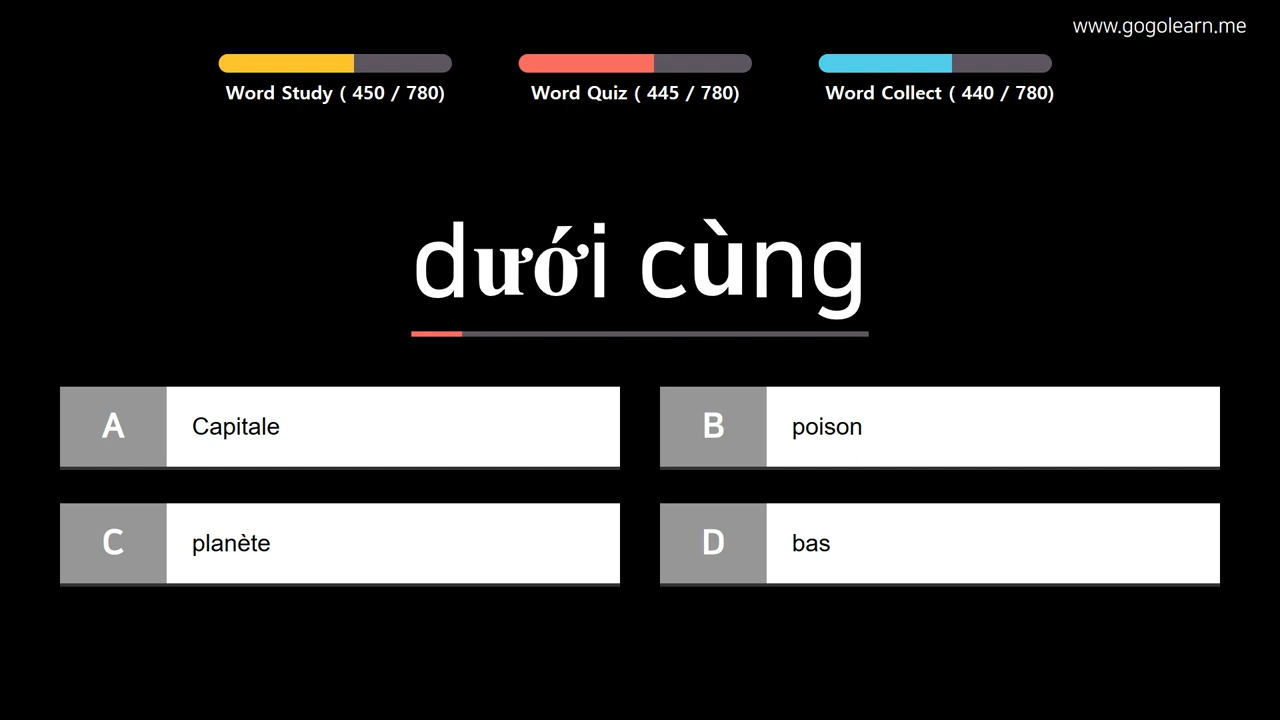 www.gogolearn.me
Word Study ( 450 / 780)
Word Quiz ( 445 / 780)
Word Collect ( 440 / 780)
dưới cùng
A Capitale
B poison
C planète
D bas